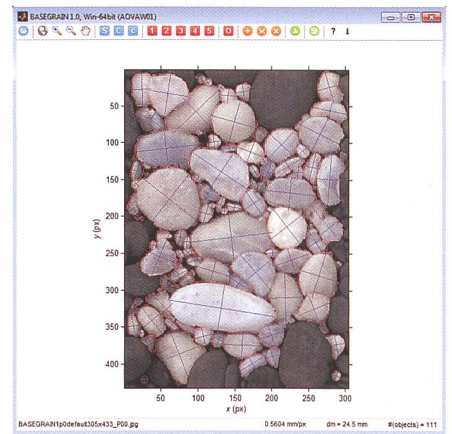 BASEGRAIN 1.0, Win-64bit (AOVAW01)
S C C 1 2 3 4 5 O ? i
50
100
150
200
250
300
350
400
y (px)
50 100 150 200 250 300
x (px)
BASEGRAIN1p0default305x433_P00.jpg 0.5604 mm/px dm = 24.5 mm #(objects) = 111